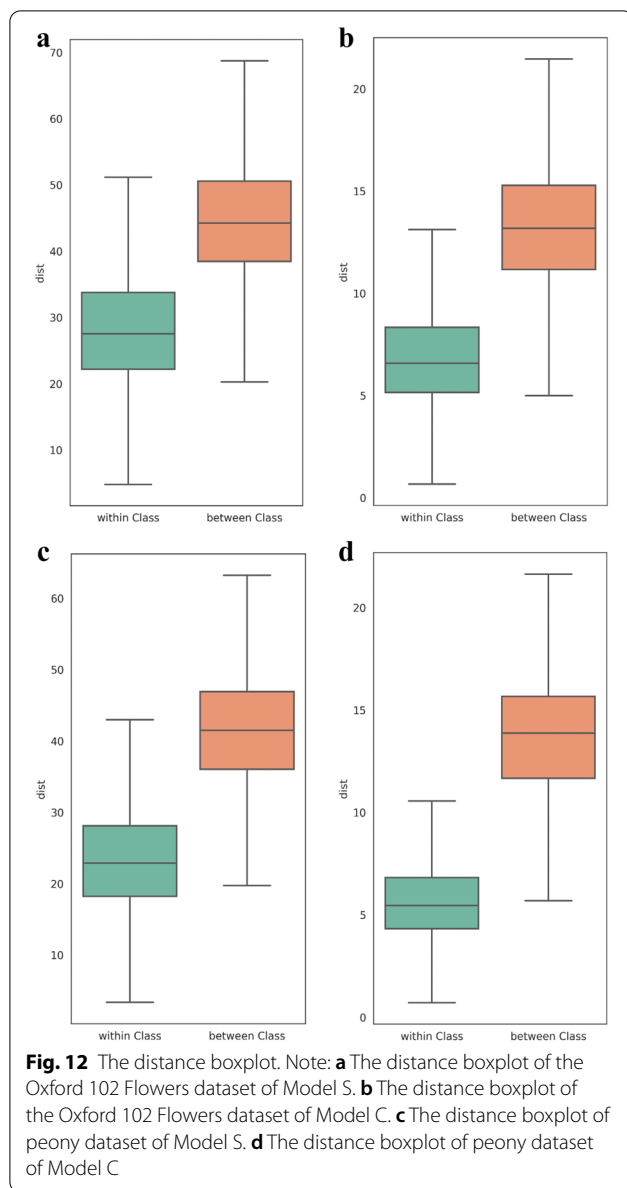 a
b
70
60
50
40
30
20
10
dist
within Class
between Class
20
15
10
5
0
dist
within Class
between Class
c
d
60
50
40
30
20
10
dist
within Class
between Class
20
15
10
5
0
dist
within Class
between Class
Fig. 12 The distance boxplot. Note: a The distance boxplot of the
Oxford 102 Flowers dataset of Model S. b The distance boxplot of
the Oxford 102 Flowers dataset of Model C. c The distance boxplot of
peony dataset of Model S. d The distance boxplot of peony dataset
of Model C